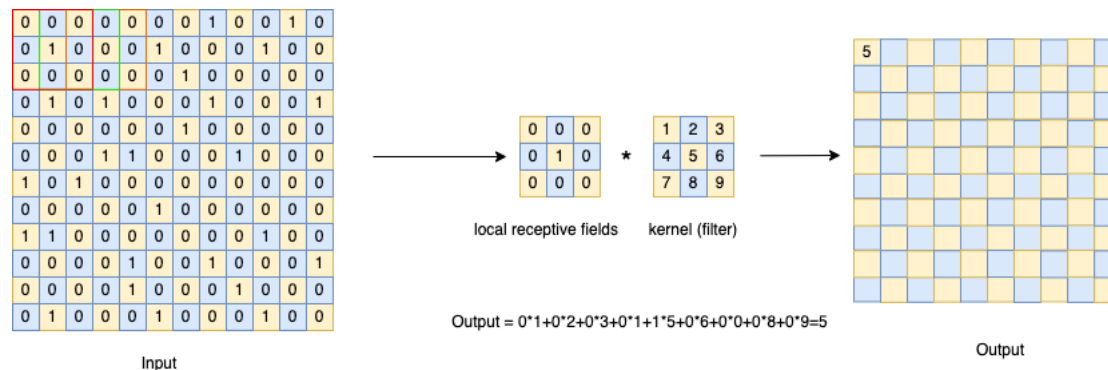 0 0 0 0 0 0 0 1 0 0 1 0
0 1 0 0 0 1 0 0 0 1 0 0
0 0 0 0 0 0 1 0 0 0 0 0
0 1 0 1 0 0 0 1 0 0 0 1
0 0 0 0 0 0 1 0 0 0 0 0
0 0 0 1 1 0 0 0 1 0 0 0
1 0 1 0 0 0 0 0 0 0 0 0
0 0 0 0 0 1 0 0 0 0 0 0
1 1 0 0 0 0 0 0 0 1 0 0
0 0 0 0 1 0 0 1 0 0 0 1
0 0 0 0 1 0 0 0 1 0 0 0
0 1 0 0 0 1 0 0 0 1 0 0
Input
0 0 0
0 1 0
0 0 0
local receptive fields
*
1 2 3
4 5 6
7 8 9
kernel (filter)
Output = 0*1+0*2+0*3+0*1+1*5+0*6+0*0+0*8+0*9=5
5
Output